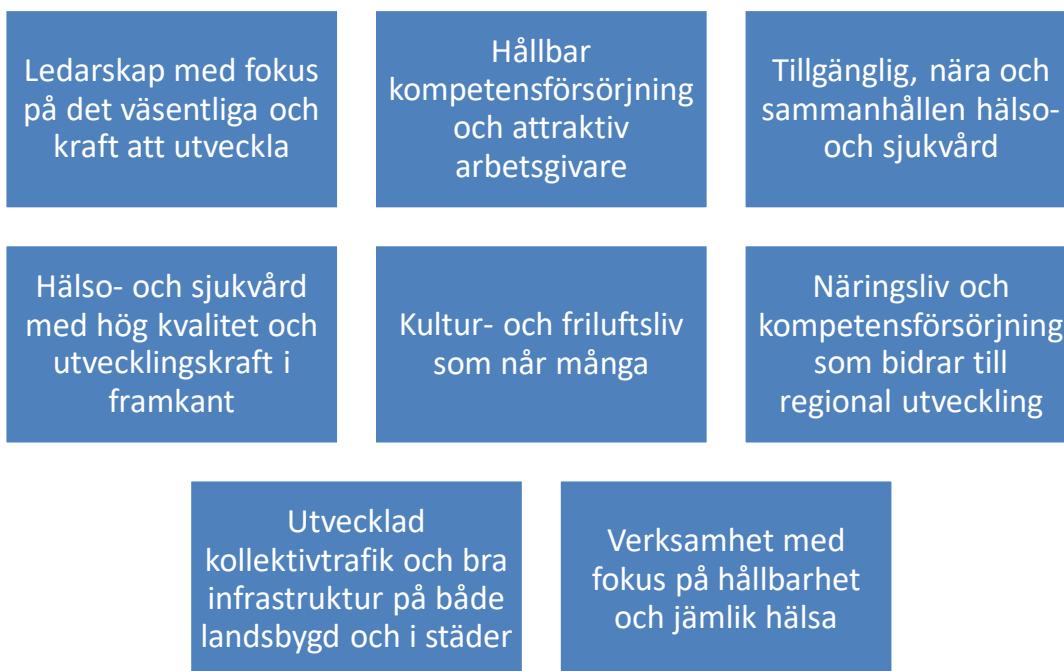 Ledarskap med fokus
på det väsentliga och
kraft att utveckla
Hållbar
kompetensförsörjning
och attraktiv
arbetsgivare
Tillgänglig, nära och
sammanhållen hälso-
och sjukvård
Hälso- och sjukvård
med hög kvalitet och
utvecklingskraft i
framkant
Kultur- och friluftsliv
som når många
Näringsliv och
kompetensförsörjning
som bidrar till
regional utveckling
Utvecklad
kollektivtrafik och bra
infrastruktur på både
landsbygd och i städer
Verksamhet med
fokus på hållbarhet
och jämlik hälsa